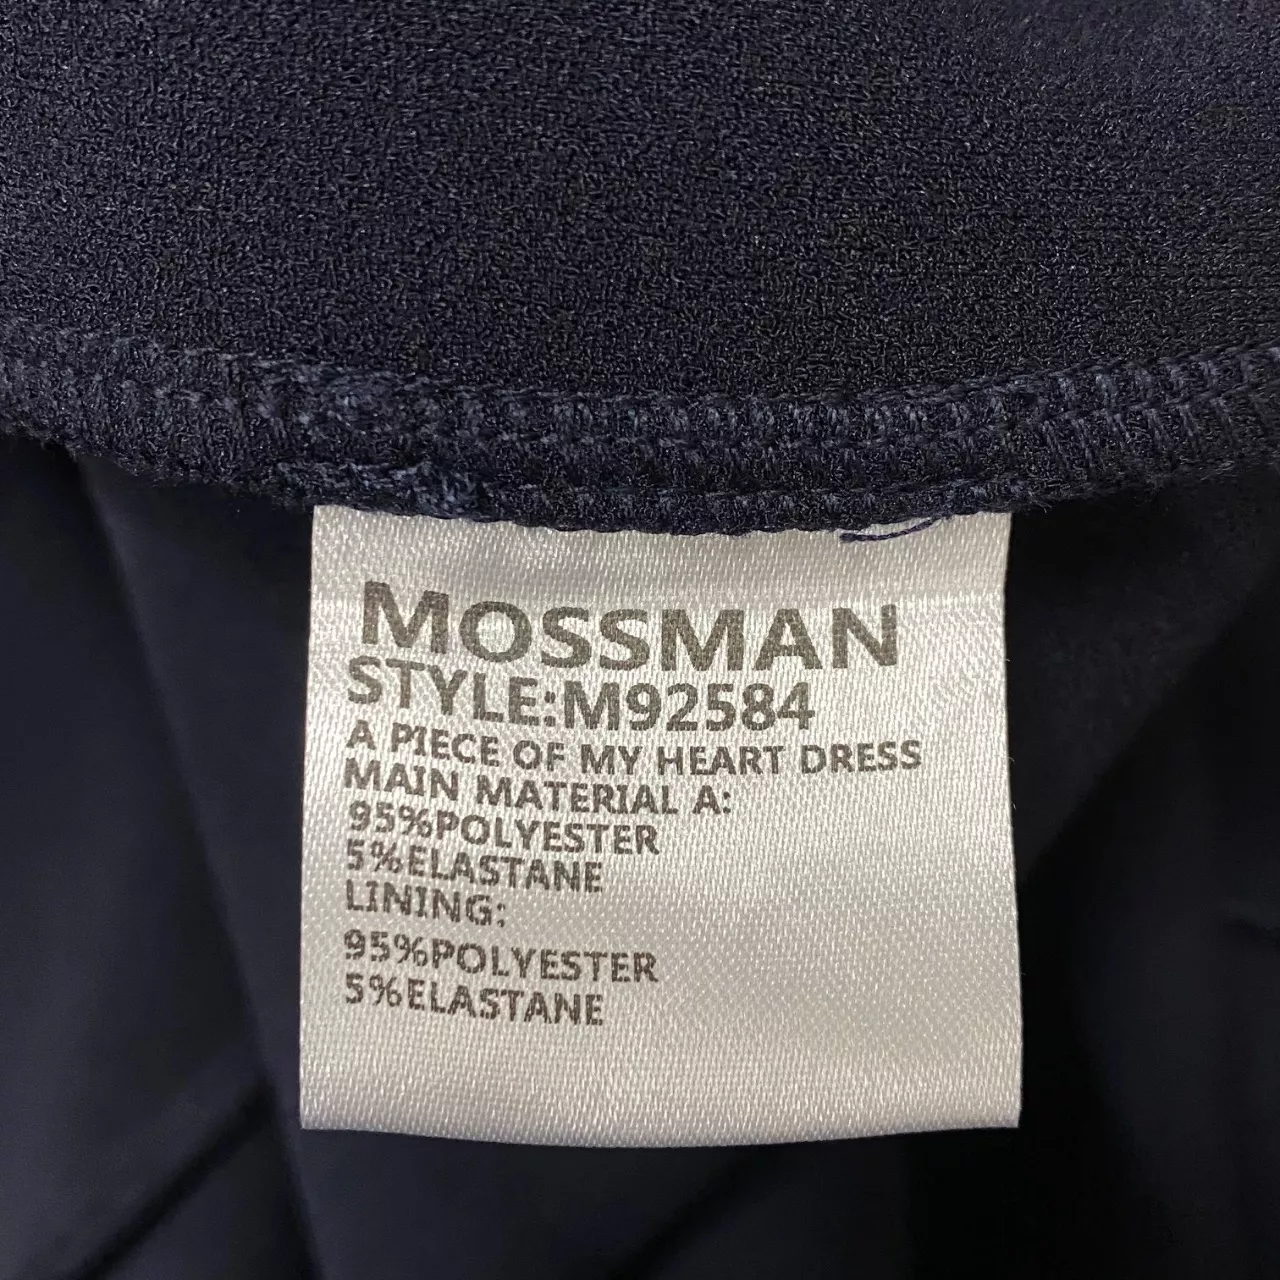 MOSSMAN
STYLE:M92584
A PIECE OF MY HEART DRESS
MAIN MATERIAL A:
95%POLYESTER
5%ELASTANE
LINING:
95%POLYESTER
5%ELASTANE